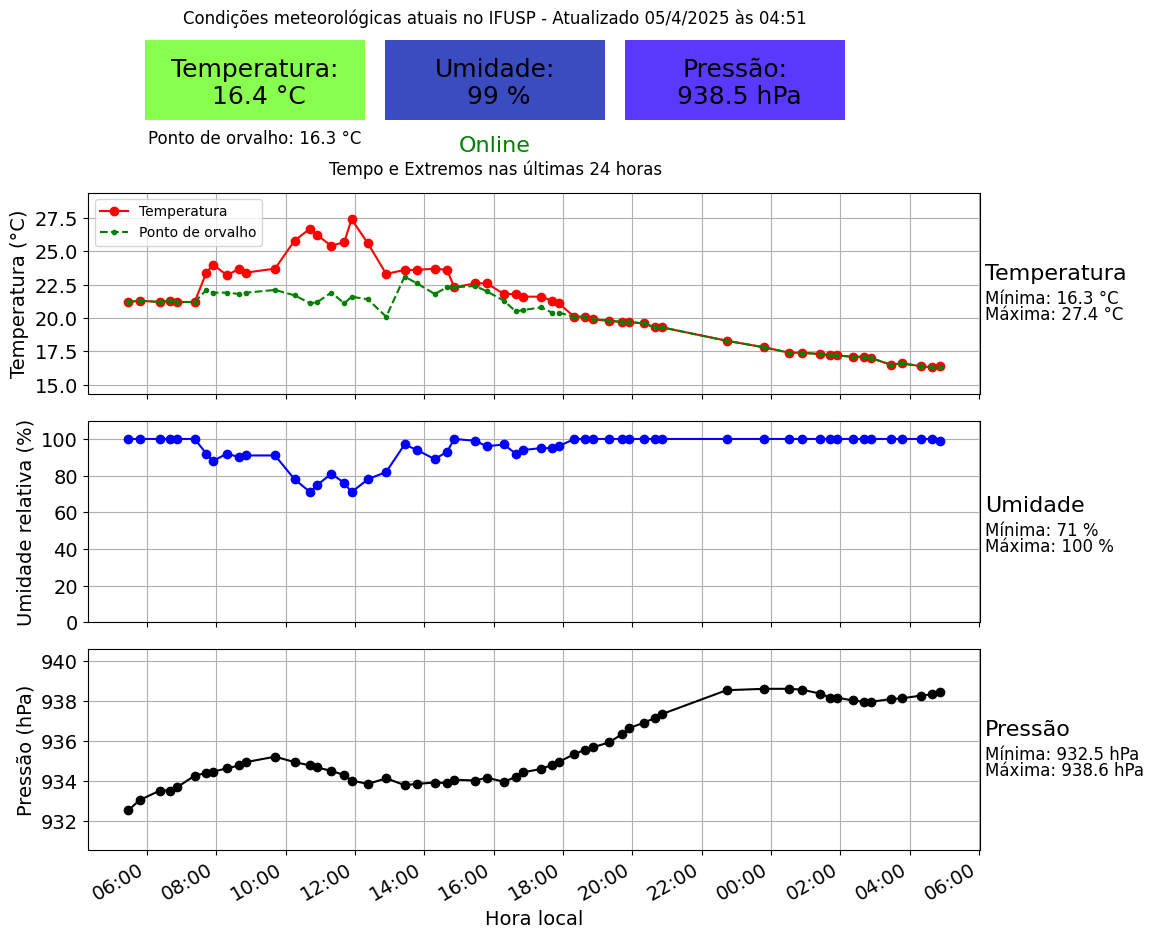 Condições meteorológicas atuais no IFUSP - Atualizado 05/4/2025 às 04:51
Temperatura:
16.4 °C
Umidade:
99 %
Pressão:
938.5 hPa
Ponto de orvalho: 16.3 °C
Online
Tempo e Extremos nas últimas 24 horas
Temperatura (°C)
27.5
25.0
22.5
20.0
17.5
15.0
Temperatura
Ponto de orvalho
Temperatura
Mínima: 16.3 °C
Máxima: 27.4 °C
Umidade relativa (%)
100
80
60
40
20
0
Umidade
Mínima: 71 %
Máxima: 100 %
Pressão (hPa)
940
938
936
934
932
Pressão
Mínima: 932.5 hPa
Máxima: 938.6 hPa
06:00 08:00 10:00 12:00 14:00 16:00 18:00 20:00 22:00 00:00 02:00 04:00 06:00
Hora local